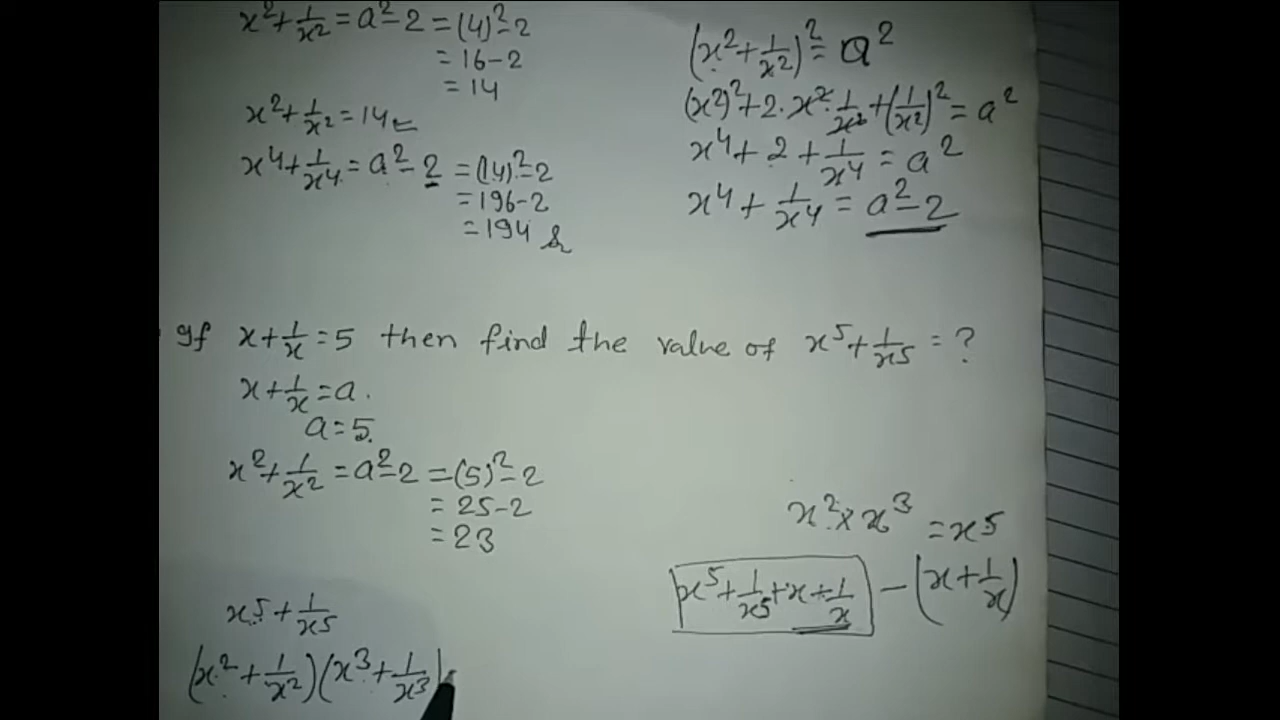 x²+1/x² = a²-2 = (4)²-2
= 16-2
= 14
x²+1/x² = 14
x⁴+1/x⁴ = a²-2 = (14)²-2
= 196-2
= 194
(x²+1/x²)² = a²
(x²)²+2·x²·1/x²+(1/x²)² = a²
x⁴+2+1/x⁴ = a²
x⁴+1/x⁴ = a²-2
If x+1/x=5 then find the value of x⁵+1/x⁵ = ?
x+1/x = a.
a=5.
x²+1/x² = a²-2 = (5)²-2
= 25-2
= 23
x²×x³ = x⁵
x⁵+1/x⁵+x+1/x -(x+1/x)
x⁵+1/x⁵
(x²+1/x²)(x³+1/x³)